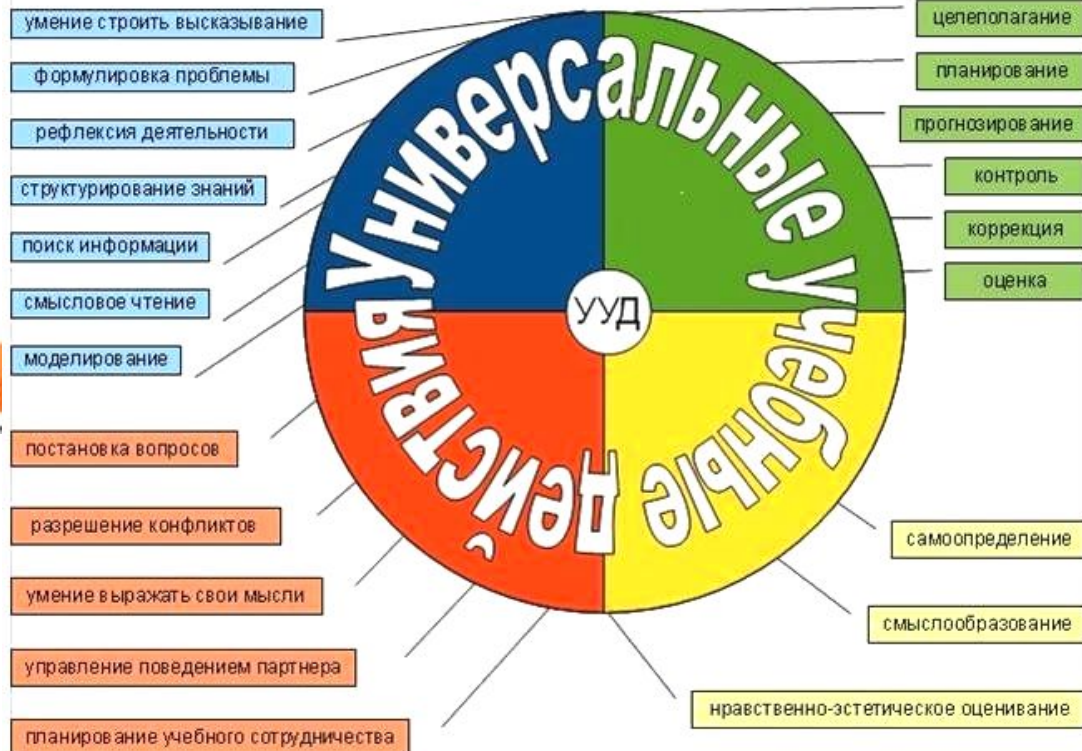 умение строить высказывание
формулировка проблемы
рефлексия деятельности
структурирование знаний
поиск информации
смысловое чтение
моделирование
постановка вопросов
разрешение конфликтов
умение выражать свои мысли
управление поведением партнера
планирование учебного сотрудничества
Универсальные учебные действия
УУД
целеполагание
планирование
прогнозирование
контроль
коррекция
оценка
самоопределение
смыслообразование
нравственно-эстетическое оценивание